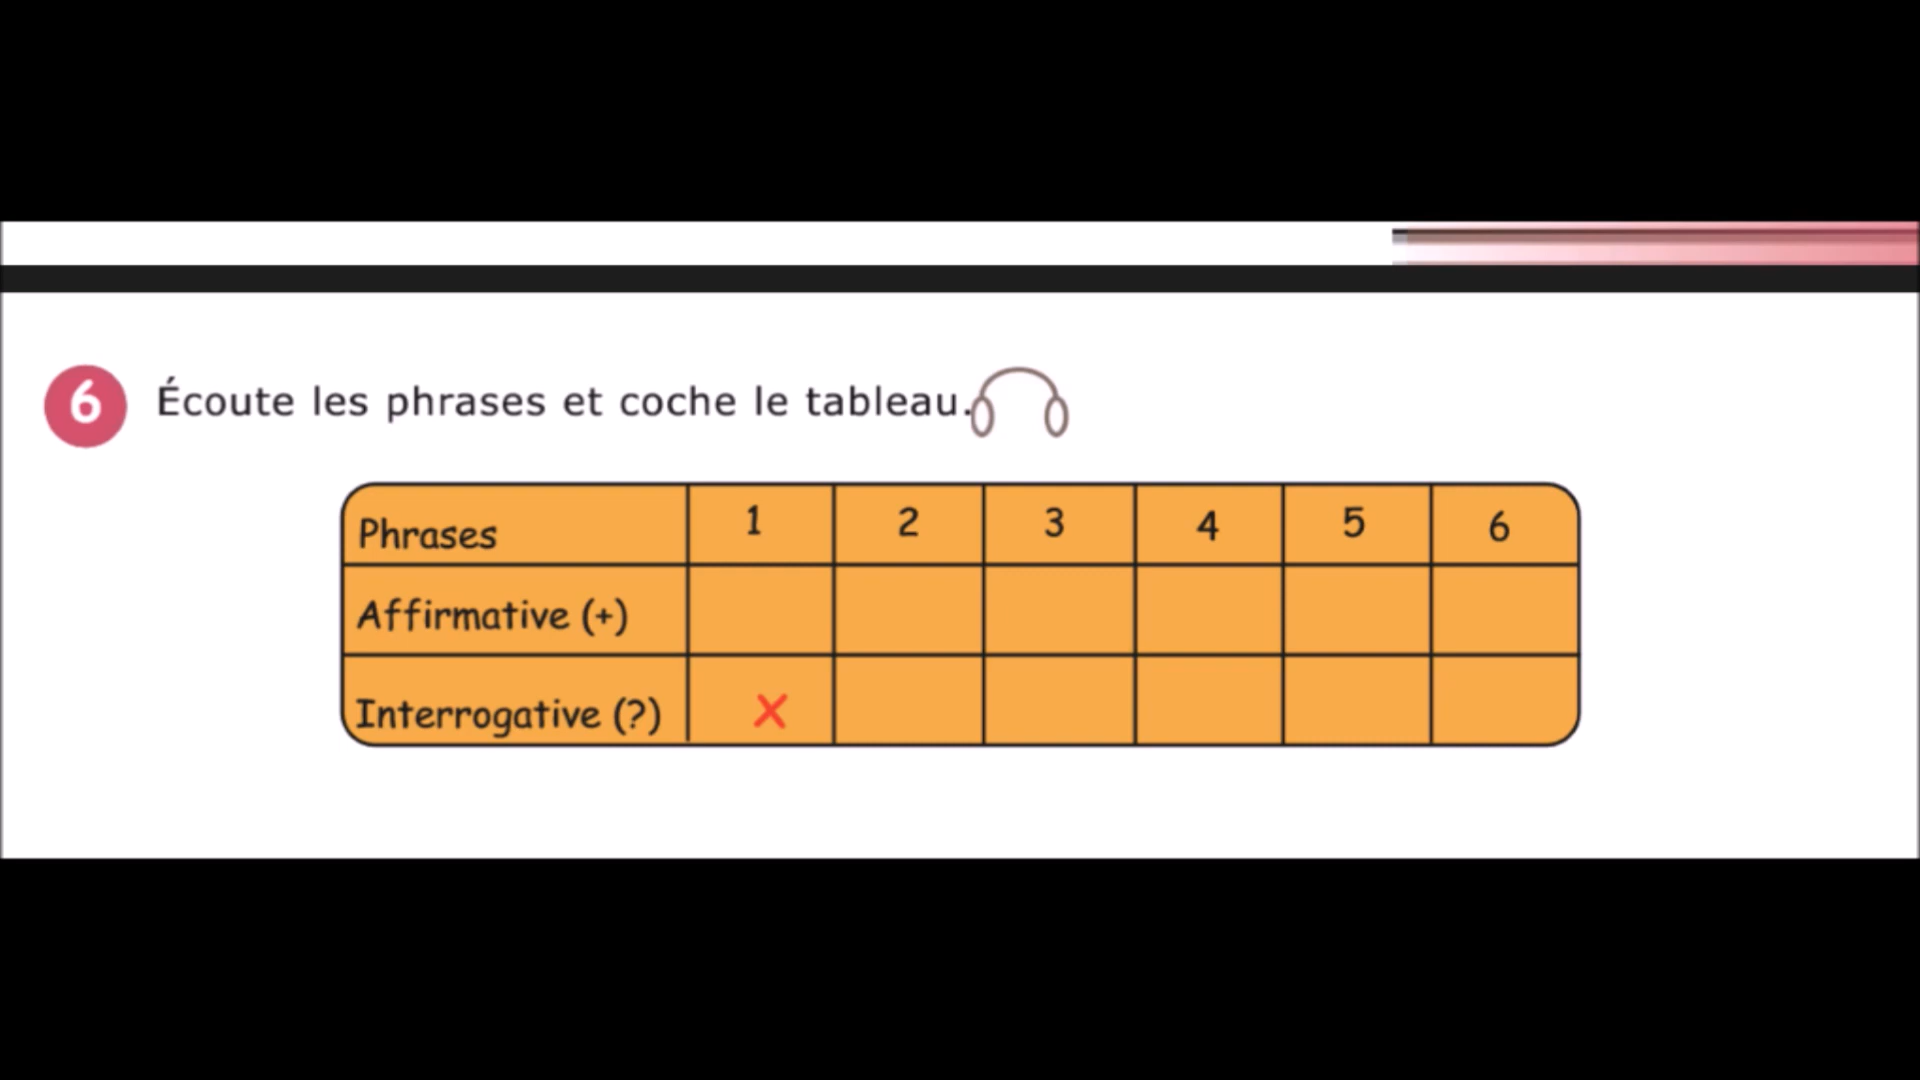 6 Écoute les phrases et coche le tableau.
Phrases 1 2 3 4 5 6
Affirmative (+)
Interrogative (?) X